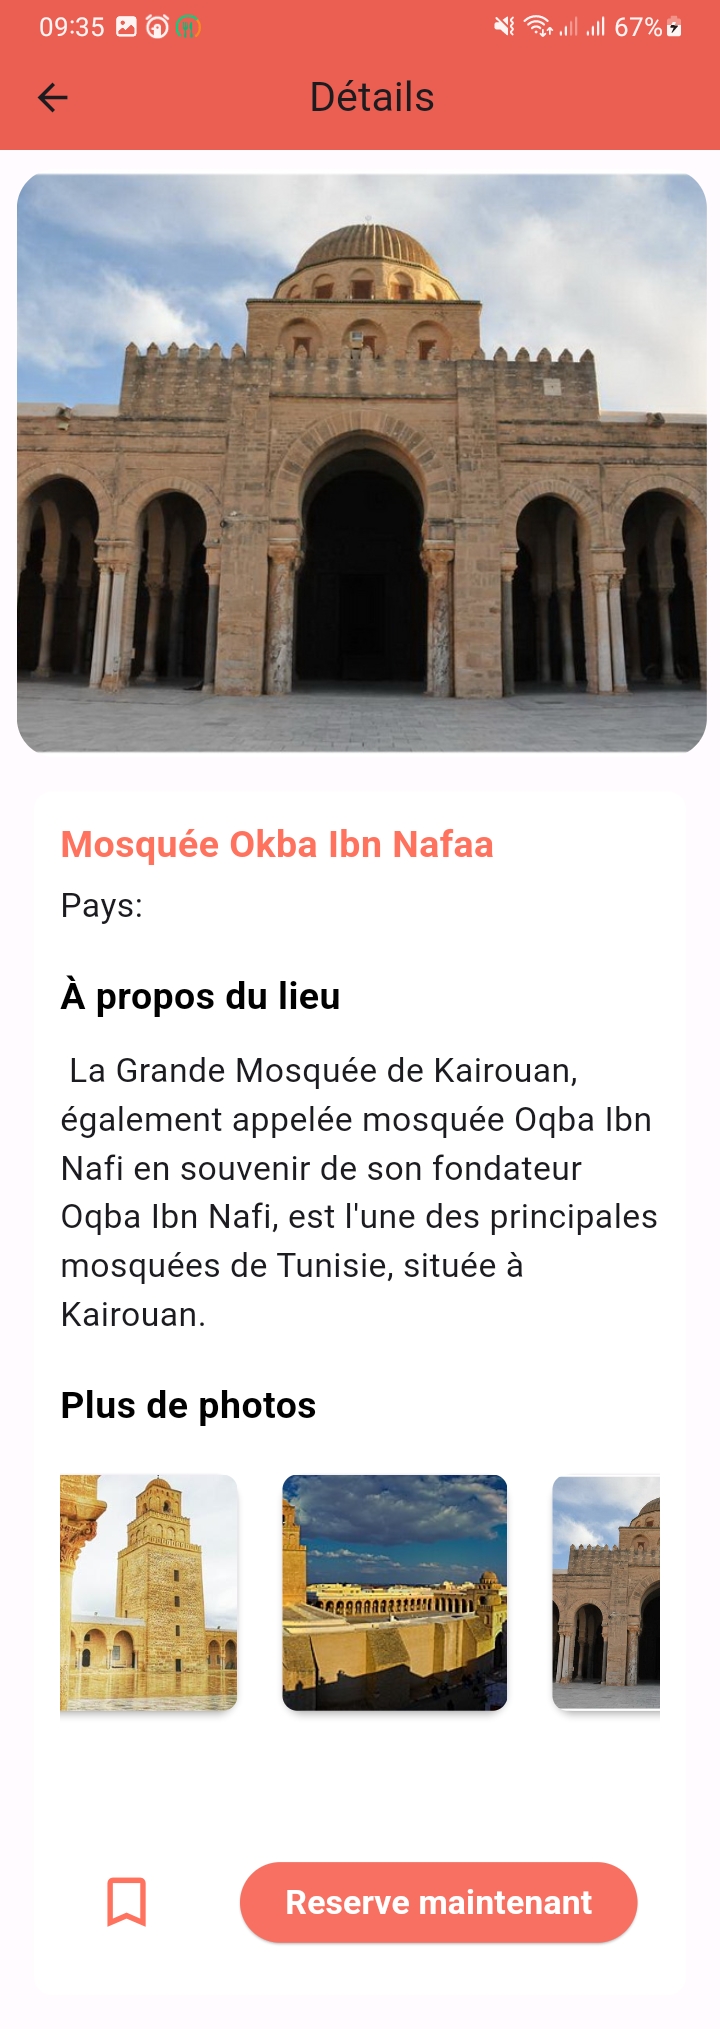 09:35 67%
Détails
Mosquée Okba Ibn Nafaa
Pays:
À propos du lieu
La Grande Mosquée de Kairouan,
également appelée mosquée Oqba Ibn
Nafi en souvenir de son fondateur
Oqba Ibn Nafi, est l'une des principales
mosquées de Tunisie, située à
Kairouan.
Plus de photos
Reserve maintenant